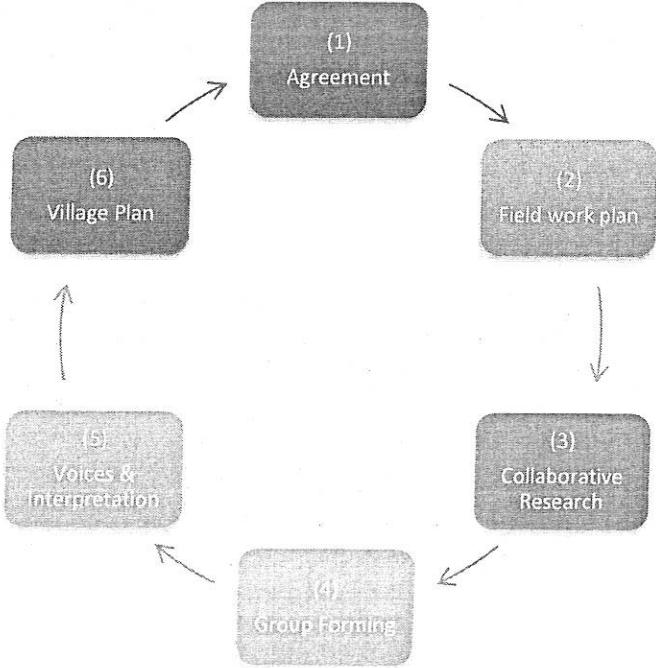 (1)
Agreement
(2)
Field work plan
(3)
Collaborative
Research
(4)
Group Forming
(5)
Voices &
Interpretation
(6)
Village Plan